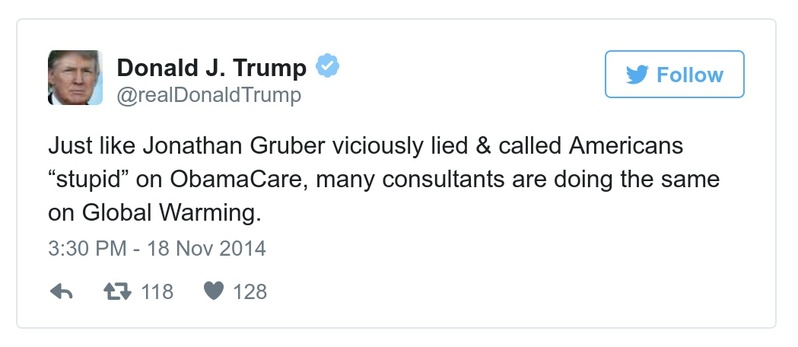 Donald J. Trump
@realDonaldTrump
Follow
Just like Jonathan Gruber viciously lied & called Americans
“stupid” on ObamaCare, many consultants are doing the same
on Global Warming.
3:30 PM - 18 Nov 2014
118 128